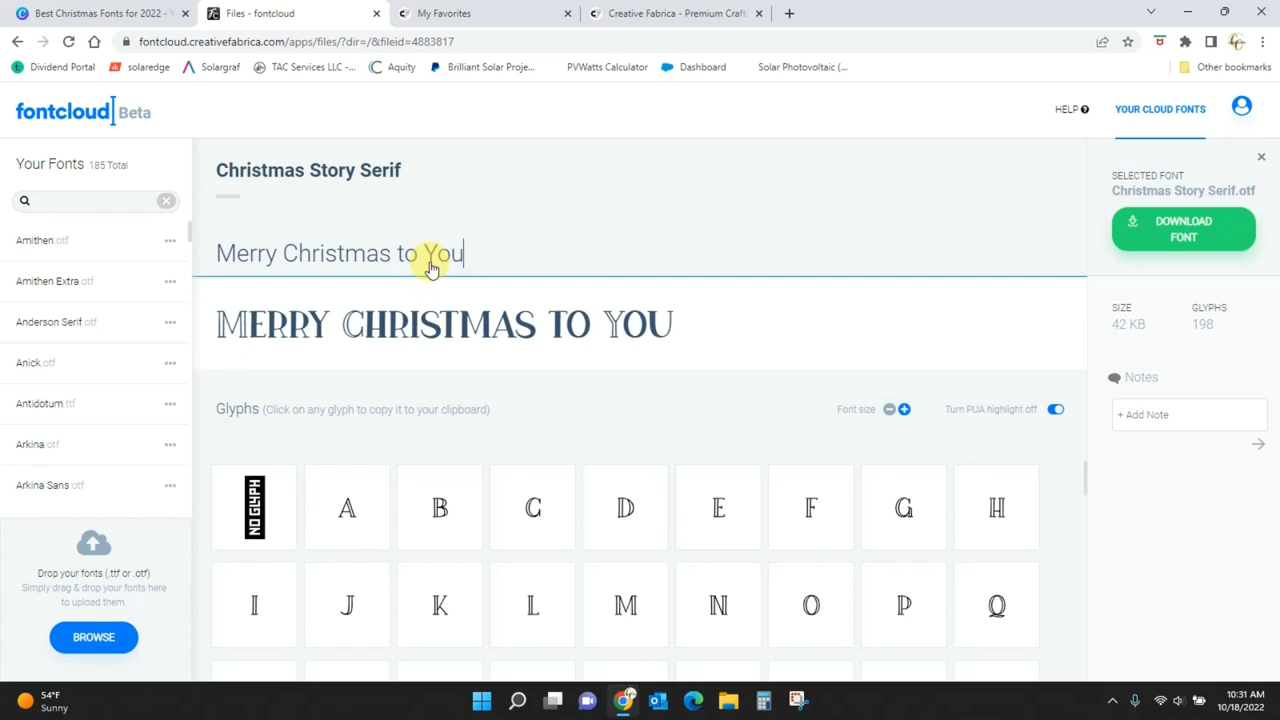 Best Christmas Fonts for 2022 -
Files - fontcloud
My Favorites
Creative Fabrica - Premium Craft
fontcloud.creativefabrica.com/apps/files/?dir=/&fileid=4883817
Dividend Portal
solaredge
Solargraf
TAC Services LLC -...
Aquity
Brilliant Solar Proje...
PVWatts Calculator
Dashboard
Solar Photovoltaic (...
Other bookmarks
fontcloud Beta
HELP
YOUR CLOUD FONTS
Your Fonts 185 Total
Amithen.otf
Amithen Extra.otf
Anderson Serif.otf
Anick.otf
Antidotum.ttf
Arkina.otf
Arkina Sans.otf
Drop your fonts (.ttf or .otf)
Simply drag & drop your fonts here
to upload them.
BROWSE
Christmas Story Serif
Merry Christmas to You
MERRY CHRISTMAS TO YOU
Glyphs (Click on any glyph to copy it to your clipboard)
Font size
Turn PUA highlight off
NO GLYPH A B C D E F G H
I J K L M N O P Q
SELECTED FONT
Christmas Story Serif.otf
DOWNLOAD
FONT
SIZE GLYPHS
42 KB 198
Notes
+ Add Note
54°F
Sunny
10:31 AM
10/18/2022